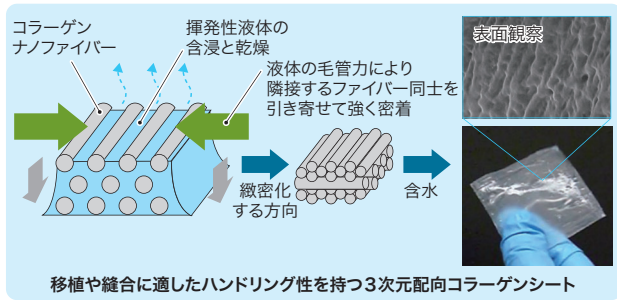 コラーゲン
ナノファイバー
揮発性液体の
含浸と乾燥
液体の毛管力により
隣接するファイバー同士を
引き寄せて強く密着
表面観察
緻密化
する方向
含水
移植や縫合に適したハンドリング性を持つ3次元配向コラーゲンシート